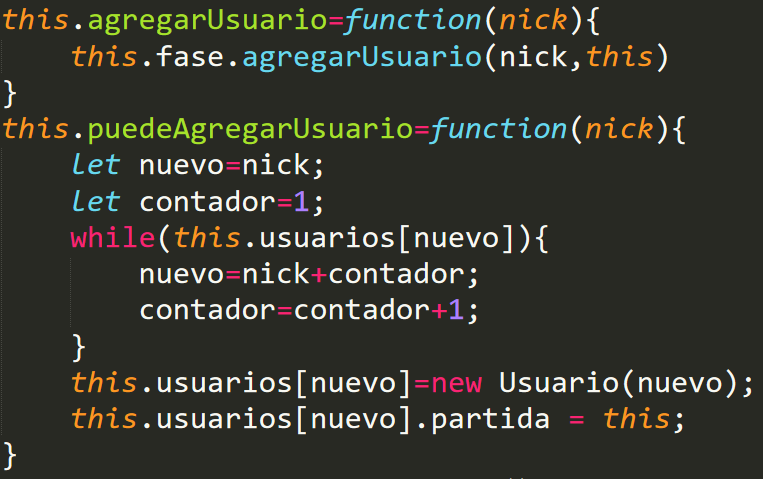 this.agregarUsuario=function(nick){
    this.fase.agregarUsuario(nick,this)
}
this.puedeAgregarUsuario=function(nick){
    let nuevo=nick;
    let contador=1;
    while(this.usuarios[nuevo]){
        nuevo=nick+contador;
        contador=contador+1;
    }
    this.usuarios[nuevo]=new Usuario(nuevo);
    this.usuarios[nuevo].partida = this;
}